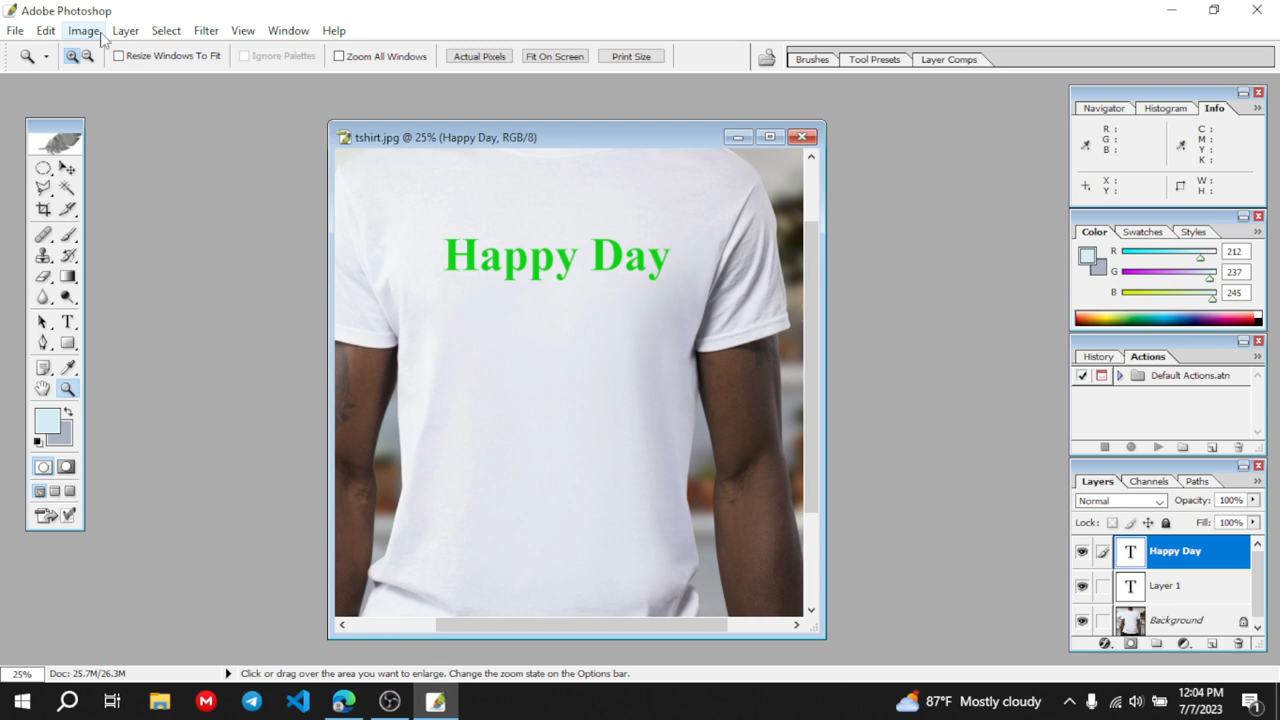 Adobe Photoshop
File Edit Image Layer Select Filter View Window Help
Resize Windows To Fit Ignore Palettes Zoom All Windows Actual Pixels Fit On Screen Print Size Brushes Tool Presets Layer Comps
tshirt.jpg @ 25% (Happy Day, RGB/8)
Happy Day
Navigator Histogram Info
R : C :
G : M :
B : Y :
K :
X : W :
Y : H :
Color Swatches Styles
R 212
G 237
B 245
History Actions
Default Actions.atn
Layers Channels Paths
Normal Opacity: 100%
Lock: Fill: 100%
T Happy Day
T Layer 1
Background
25% Doc: 25.7M/26.3M Click or drag over the area you want to enlarge. Change the zoom state on the Options bar.
87°F Mostly cloudy
12:04 PM
7/7/2023
1